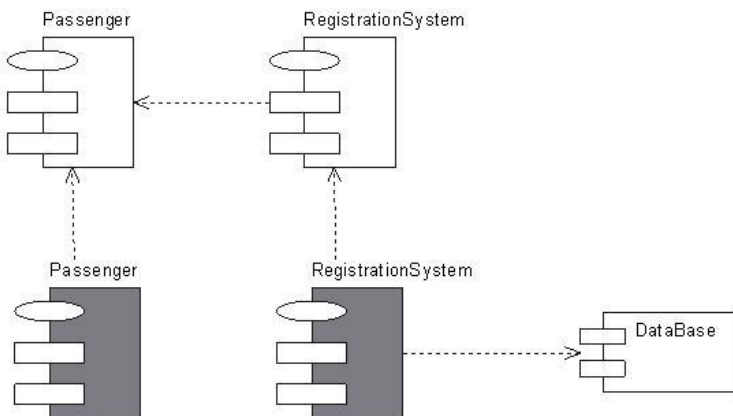 Passenger
RegistrationSystem
Passenger
RegistrationSystem
DataBase